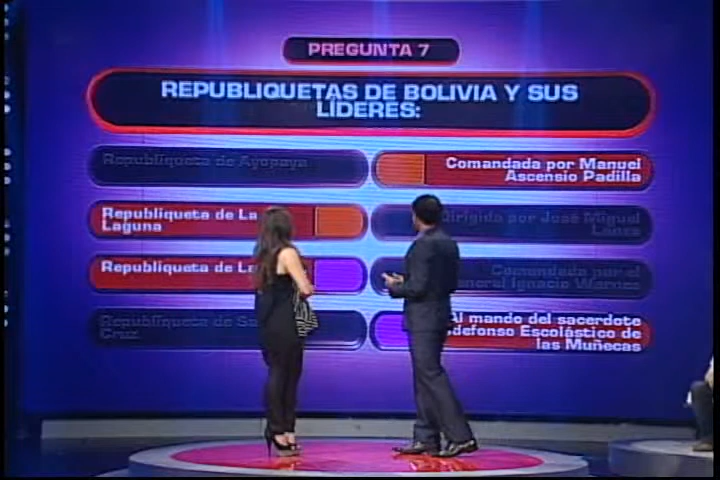 PREGUNTA 7
REPUBLIQUETAS DE BOLIVIA Y SUS
LÍDERES:
Republiqueta de Ayopaya
Comandada por Manuel
Ascensio Padilla
Republiqueta de La
Laguna
Dirigida por José Miguel
Lanza
Republiqueta de
Comandada por el
General Ignacio Warnes
Republiqueta de
Cruz
Al mando del sacerdote
Ildefonso Escolástico de
las Muñecas